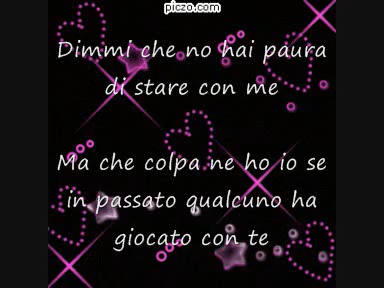 piczo.com
Dimmi che no hai paura
di stare con me
Ma che colpa ne ho io se
in passato qualcuno ha
giocato con te